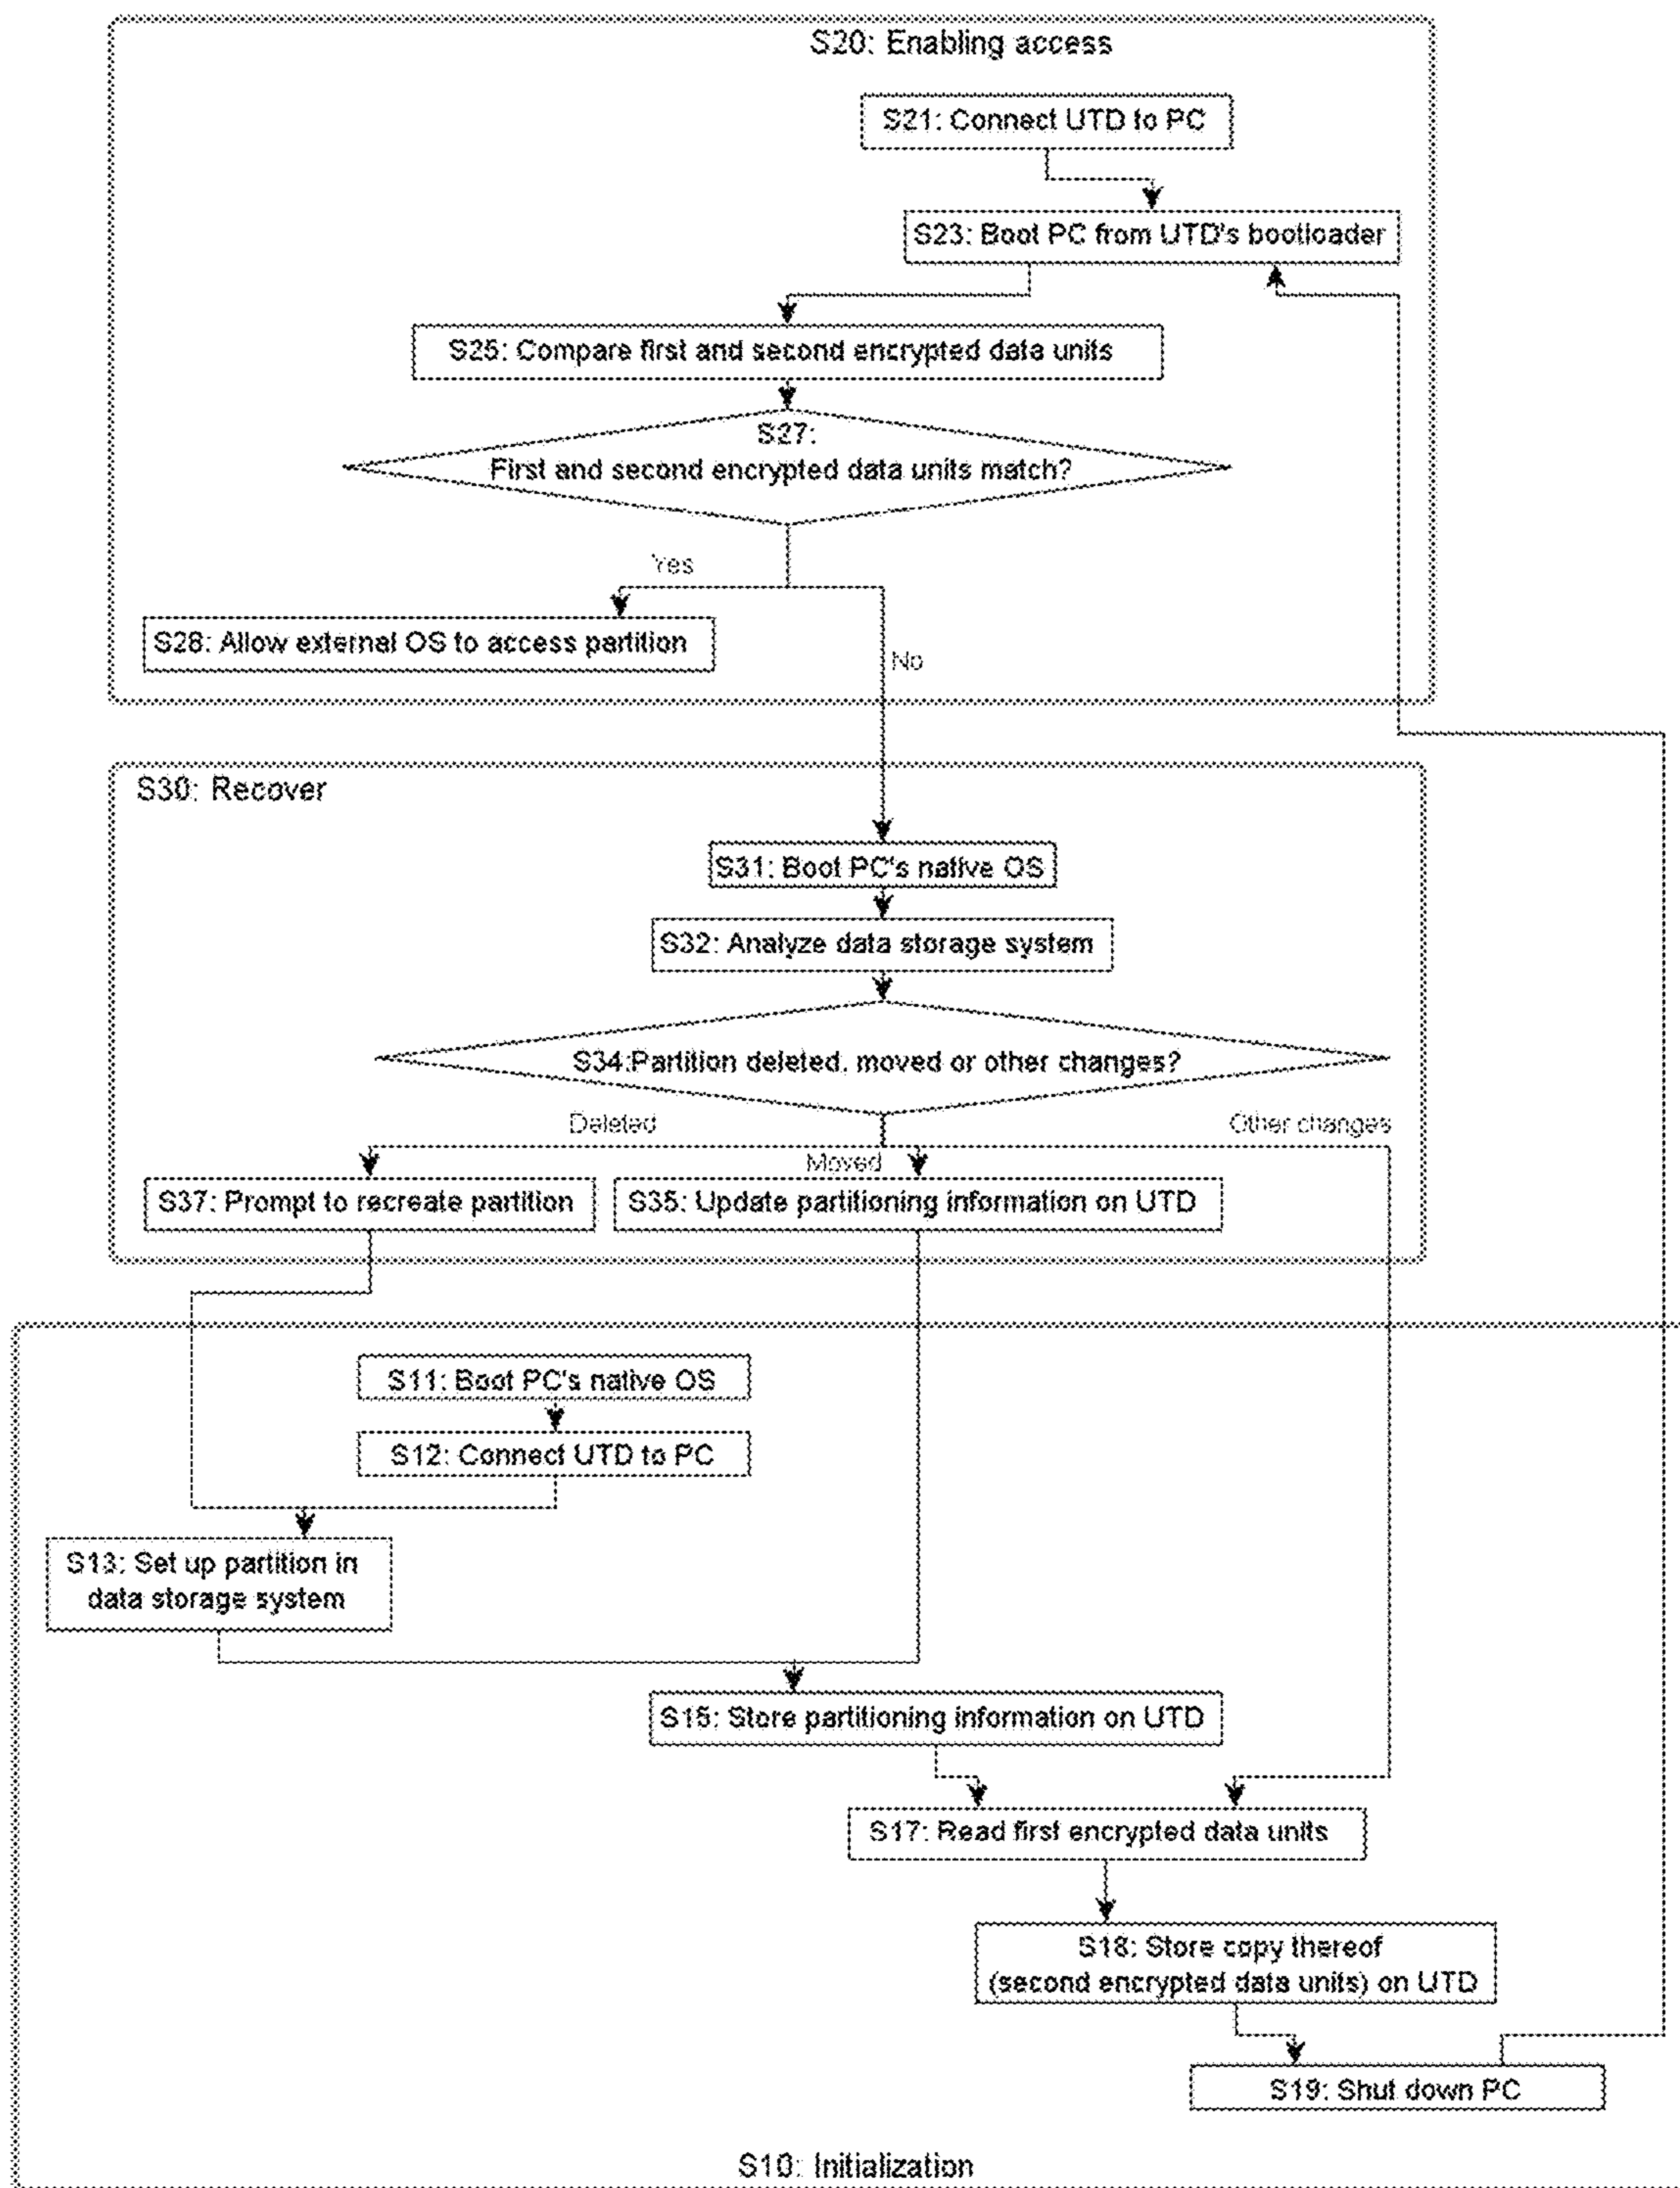 S20: Enabling access
S21: Connect UTD to PC
S23: Boot PC from UTD's bootloader
S25: Compare first and second encrypted data units
S27:
First and second encrypted data units match?
Yes
S28: Allow external OS to access partition
No
S30: Recover
S31: Boot PC's native OS
S32: Analyze data storage system
S34:Partition deleted, moved or other changes?
Deleted
Other changes
Moved
S37: Prompt to recreate partition
S35: Update partitioning information on UTD
S11: Boot PC's native OS
S12: Connect UTD to PC
S13: Set up partition in
data storage system
S15: Store partitioning information on UTD
S17: Read first encrypted data units
S18: Store copy thereof
(second encrypted data units) on UTD
S19: Shut down PC
S10: Initialization